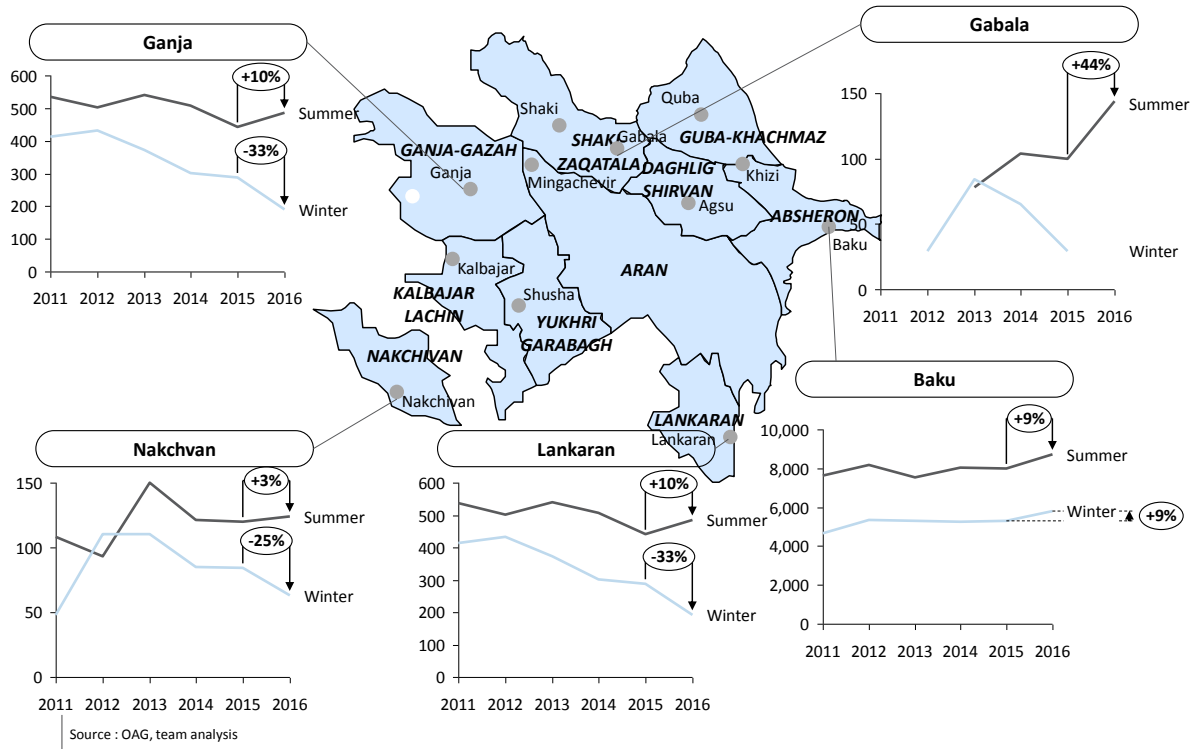 Ganja
600
500
400
300
200
100
0
+10%
-33%
Summer
Winter
2011 2012 2013 2014 2015 2016
Gabala
150
100
50
0
+44%
Summer
Winter
2011 2012 2013 2014 2015 2016
Quba
Shaki
SHAKI
ZAQATALA
Gabala
GUBA-KHACHMAZ
GANJA-GAZAH
Ganja
Mingachevir
DAGHLIG
SHIRVAN
Khizi
Agsu
ABSHERON
Baku
ARAN
Kalbajar
KALBAJAR
LACHIN
Shusha
YUKHRI
GARABAGH
NAKCHIVAN
Nakchivan
LANKARAN
Lankaran
Nakchvan
150
100
50
0
+3%
-25%
Summer
Winter
2011 2012 2013 2014 2015 2016
Lankaran
600
500
400
300
200
100
0
+10%
-33%
Summer
Winter
2011 2012 2013 2014 2015 2016
Baku
10,000
8,000
6,000
4,000
2,000
0
+9%
Summer
Winter
+9%
2011 2012 2013 2014 2015 2016
Source : OAG, team analysis